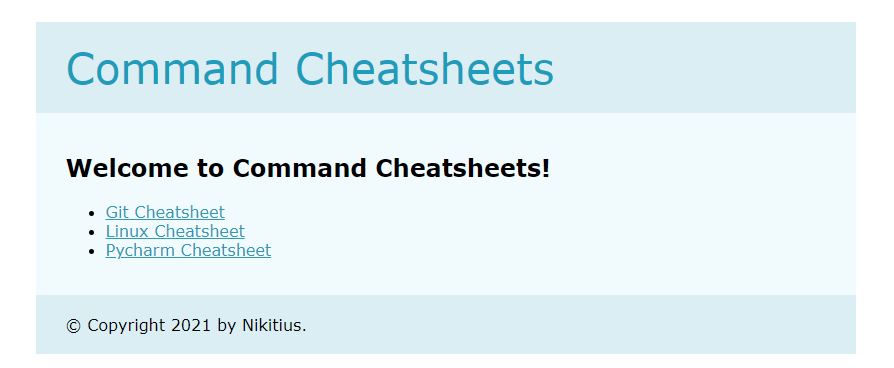 Command Cheatsheets
Welcome to Command Cheatsheets!
Git Cheatsheet
Linux Cheatsheet
Pycharm Cheatsheet
© Copyright 2021 by Nikitius.